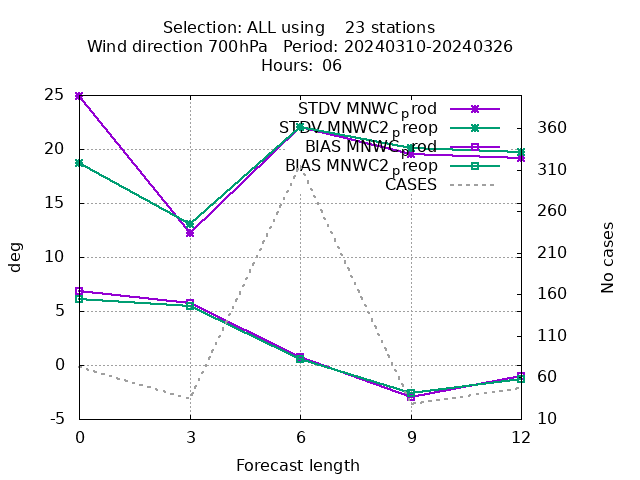 Selection: ALL using 23 stations
Wind direction 700hPa Period: 20240310-20240326
Hours: 06
25
20
15
10
5
0
-5
deg
STDV MNWC_prod
STDV MNWC2_preop
BIAS MNWC_prod
BIAS MNWC2_preop
CASES
360
310
260
210
160
110
60
10
No cases
0 3 6 9 12
Forecast length